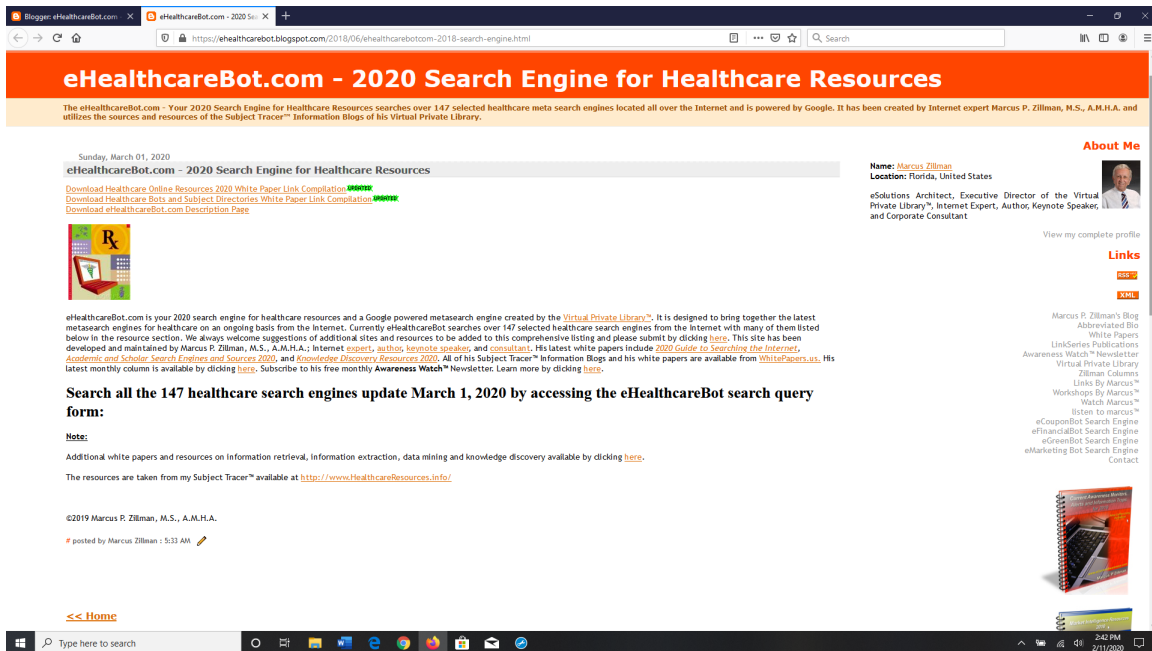 Blogger: eHealthcareBot.com -
eHealthcareBot.com - 2020 Sea
https://ehealthcarebot.blogspot.com/2018/06/ehealthcarebotcom-2018-search-engine.html
Search
eHealthcareBot.com - 2020 Search Engine for Healthcare Resources
The eHealthcareBot.com - Your 2020 Search Engine for Healthcare Resources searches over 147 selected healthcare meta search engines located all over the Internet and is powered by Google. It has been created by Internet expert Marcus P. Zillman, M.S., A.M.H.A. and
utilizes the sources and resources of the Subject Tracer™ Information Blogs of his Virtual Private Library.
Sunday, March 01, 2020
eHealthcareBot.com - 2020 Search Engine for Healthcare Resources
Download Healthcare Online Resources 2020 White Paper Link Compilation UPDATED
Download Healthcare Bots and Subject Directories White Paper Link Compilation UPDATED
Download eHealthcareBot.com Description Page
Rx
eHealthcareBot.com is your 2020 search engine for healthcare resources and a Google powered metasearch engine created by the Virtual Private Library™. It is designed to bring together the latest
metasearch engines for healthcare on an ongoing basis from the Internet. Currently eHealthcareBot searches over 147 selected healthcare search engines from the Internet with many of them listed
below in the resource section. We always welcome suggestions of additional sites and resources to be added to this comprehensive listing and please submit by clicking here. This site has been
developed and maintained by Marcus P. Zillman, M.S., A.M.H.A.; Internet expert, author, keynote speaker, and consultant. His latest white papers include 2020 Guide to Searching the Internet,
Academic and Scholar Search Engines and Sources 2020, and Knowledge Discovery Resources 2020. All of his Subject Tracer™ Information Blogs and his white papers are available from WhitePapers.us. His
latest monthly column is available by clicking here. Subscribe to his free monthly Awareness Watch™ Newsletter. Learn more by clicking here.
Search all the 147 healthcare search engines update March 1, 2020 by accessing the eHealthcareBot search query
form:
Note:
Additional white papers and resources on information retrieval, information extraction, data mining and knowledge discovery available by clicking here.
The resources are taken from my Subject Tracer™ available at http://www.HealthcareResources.info/
©2019 Marcus P. Zillman, M.S., A.M.H.A.
# posted by Marcus Zillman : 5:33 AM
<< Home
About Me
Name: Marcus Zillman
Location: Florida, United States
eSolutions Architect, Executive Director of the Virtual
Private Library™, Internet Expert, Author, Keynote Speaker,
and Corporate Consultant
View my complete profile
Links
RSS
XML
Marcus P. Zillman's Blog
Abbreviated Bio
White Papers
LinkSeries Publications
Awareness Watch™ Newsletter
Virtual Private Library
Zillman Columns
Links By Marcus™
Workshops By Marcus™
Watch Marcus™
listen to marcus™
eCouponBot Search Engine
eFinancialBot Search Engine
eGreenBot Search Engine
eMarketing Bot Search Engine
Contact
Type here to search
2:42 PM
2/11/2020